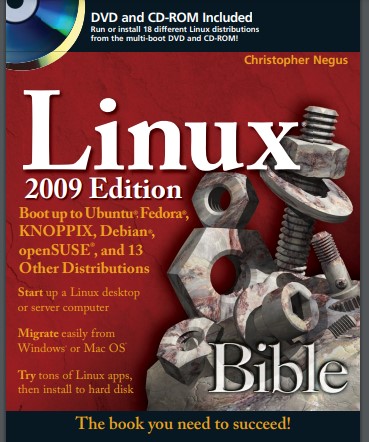 DVD and CD-ROM Included
Run or install 18 different Linux distributions
from the multi-boot DVD and CD-ROM!
Christopher Negus
Linux
2009 Edition
Boot up to Ubuntu®, Fedora®,
KNOPPIX, Debian®,
openSUSE®, and 13
Other Distributions
Start up a Linux desktop
or server computer
Migrate easily from
Windows® or Mac OS®
Try tons of Linux apps,
then install to hard disk
Bible
The book you need to succeed!